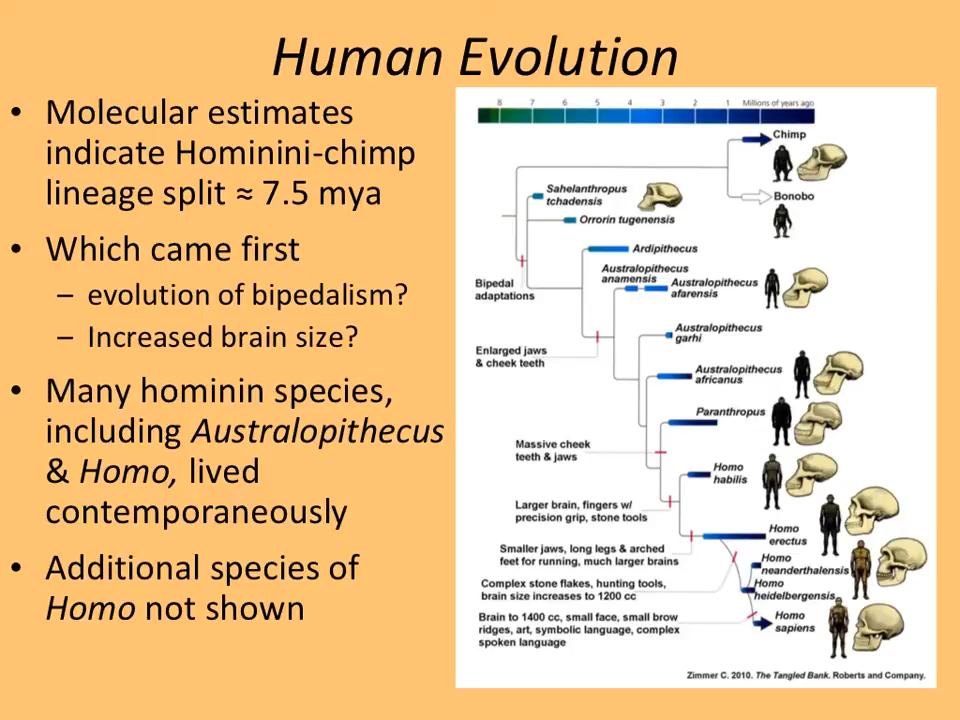 Human Evolution
• Molecular estimates
indicate Hominini-chimp
lineage split ≈ 7.5 mya
• Which came first
– evolution of bipedalism?
– Increased brain size?
• Many hominin species,
including Australopithecus
& Homo, lived
contemporaneously
• Additional species of
Homo not shown
8 7 6 5 4 3 2 1 Millions of years ago
Chimp
Bonobo
Sahelanthropus
tchadensis
Orrorin tugenensis
Ardipithecus
Australopithecus
anamensis
Australopithecus
afarensis
Bipedal
adaptations
Australopithecus
garhi
Enlarged jaws
& cheek teeth
Australopithecus
africanus
Paranthropus
Massive cheek
teeth & jaws
Homo
habilis
Larger brain, fingers w/
precision grip, stone tools
Homo
erectus
Smaller jaws, long legs & arched
feet for running, much larger brains
Homo
neanderthalensis
Homo
heidelbergensis
Complex stone flakes, hunting tools,
brain size increases to 1200 cc
Homo
sapiens
Brain to 1400 cc, small face, small brow
ridges, art, symbolic language, complex
spoken language
Zimmer C. 2010. The Tangled Bank. Roberts and Company.